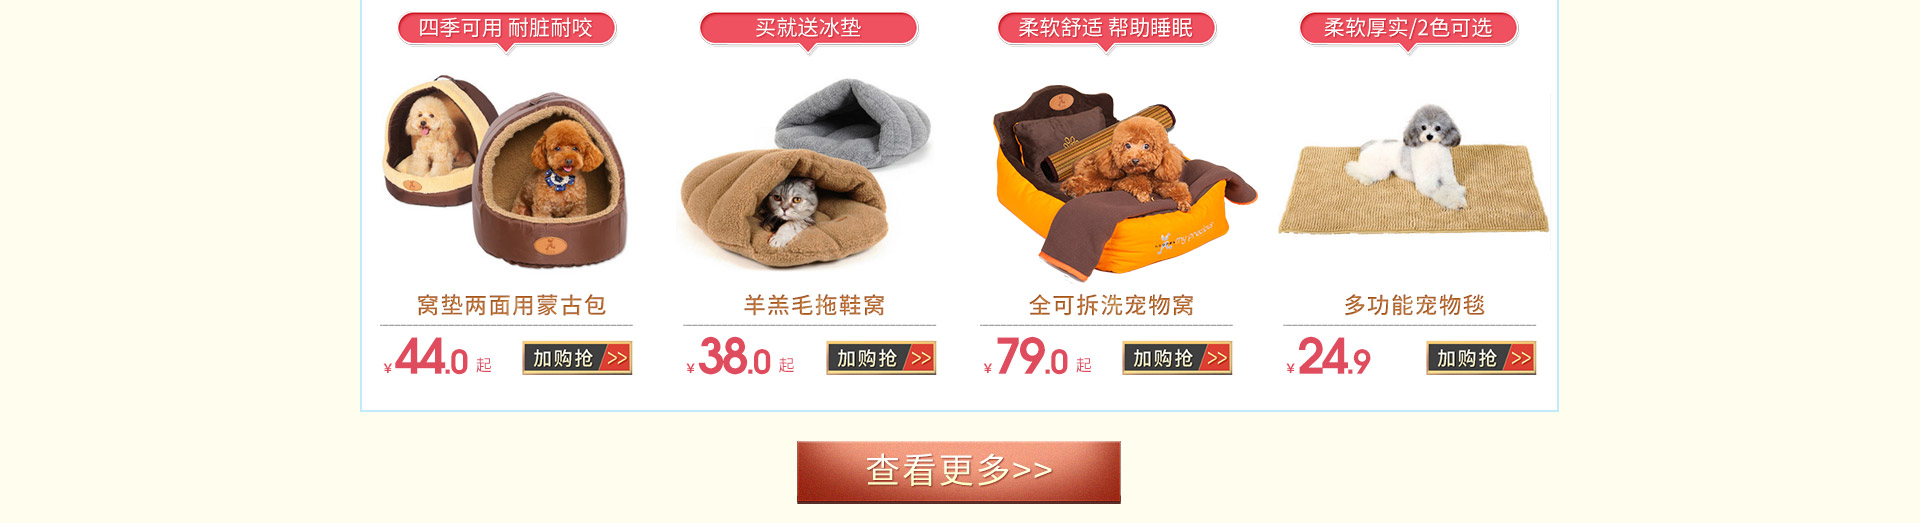 四季可用 耐脏耐咬
买就送冰垫
柔软舒适 帮助睡眠
柔软厚实/2色可选
my precious
窝垫两面用蒙古包
羊羔毛拖鞋窝
全可拆洗宠物窝
多功能宠物毯
¥44.0 起 加购抢 >>
¥38.0 起 加购抢 >>
¥79.0 起 加购抢 >>
¥24.9 加购抢 >>
查看更多>>